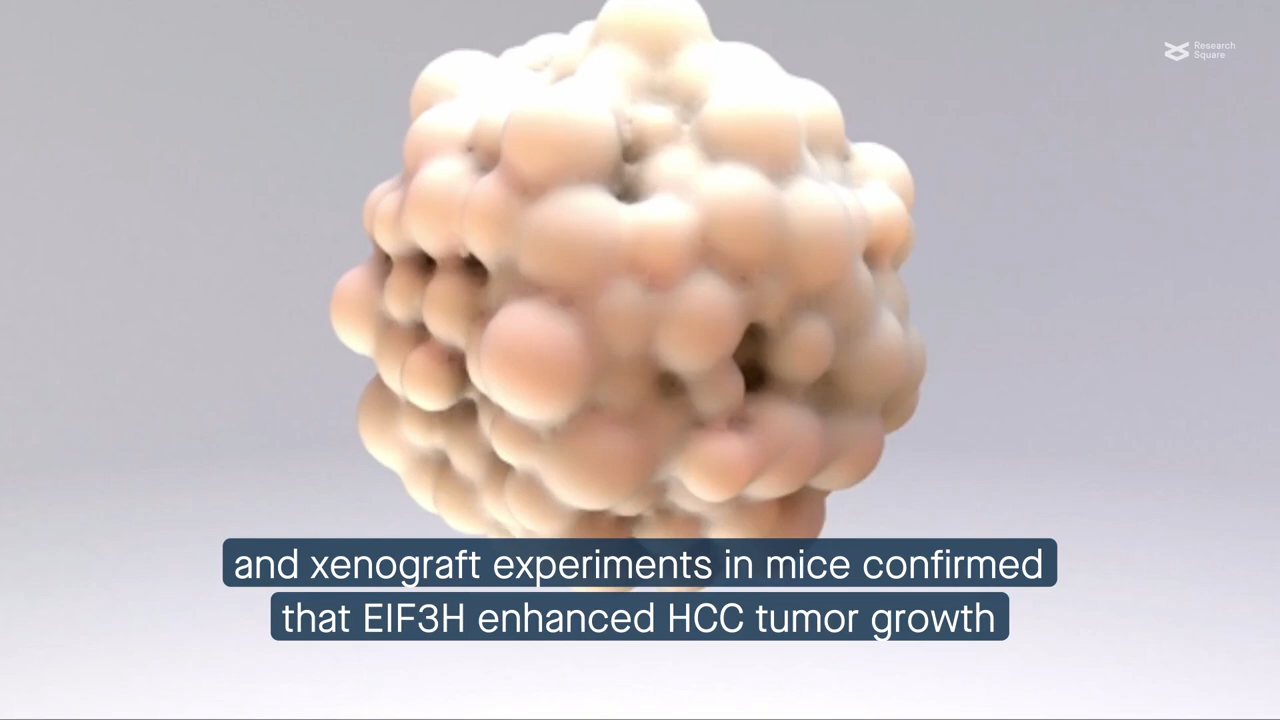 Research
Square
and xenograft experiments in mice confirmed
that EIF3H enhanced HCC tumor growth